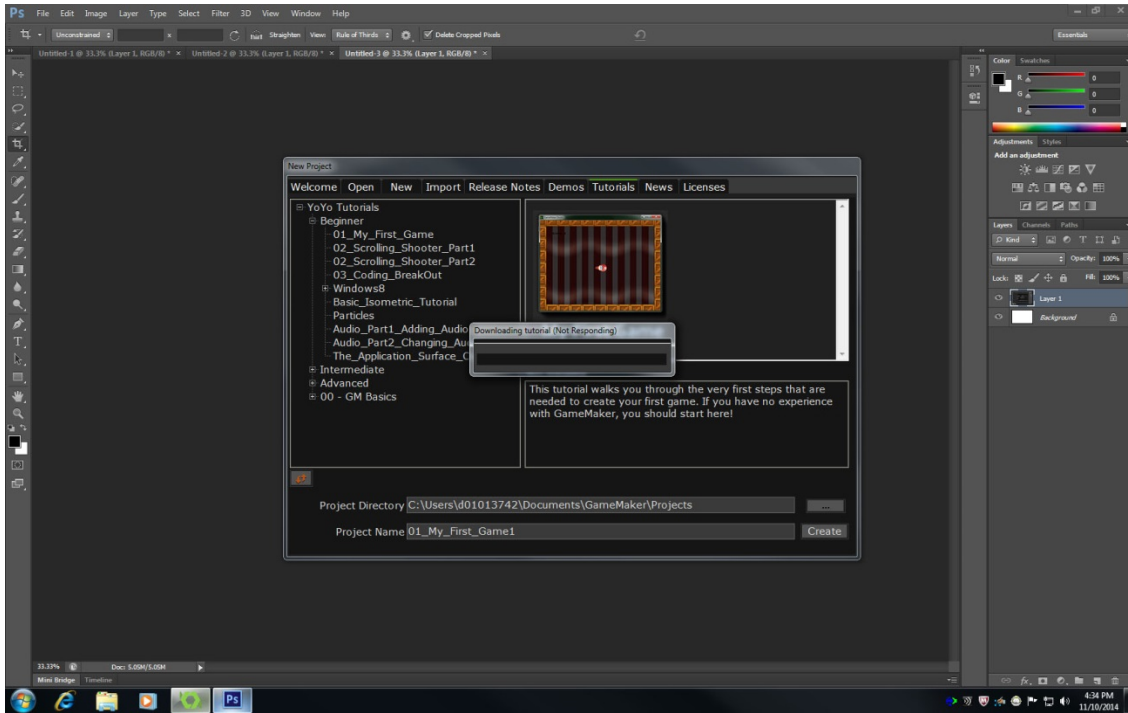 Ps File Edit Image Layer Type Select Filter 3D View Window Help
Unconstrained x Straighten View: Rule of Thirds Delete Cropped Pixels Essentials
Untitled-1 @ 33.3% (Layer 1, RGB/8) * × Untitled-2 @ 33.3% (Layer 1, RGB/8) * × Untitled-3 @ 33.3% (Layer 1, RGB/8) * ×
Color Swatches
R 0
G 0
B 0
Adjustments Styles
Add an adjustment
Layers Channels Paths
Kind
Normal Opacity: 100%
Lock: Fill: 100%
Layer 1
Background
New Project
Welcome Open New Import Release Notes Demos Tutorials News Licenses
YoYo Tutorials
Beginner
01_My_First_Game
02_Scrolling_Shooter_Part1
02_Scrolling_Shooter_Part2
03_Coding_BreakOut
Windows8
Basic_Isometric_Tutorial
Particles
Audio_Part1_Adding_Audio
Audio_Part2_Changing_Au
The_Application_Surface_C
Intermediate
Advanced
00 - GM Basics
Downloading tutorial (Not Responding)
This tutorial walks you through the very first steps that are
needed to create your first game. If you have no experience
with GameMaker, you should start here!
Project Directory C:\Users\d01013742\Documents\GameMaker\Projects ...
Project Name 01_My_First_Game1 Create
33.33% Doc: 5.05M/5.05M
Mini Bridge Timeline
fx
Ps
4:34 PM
11/10/2014